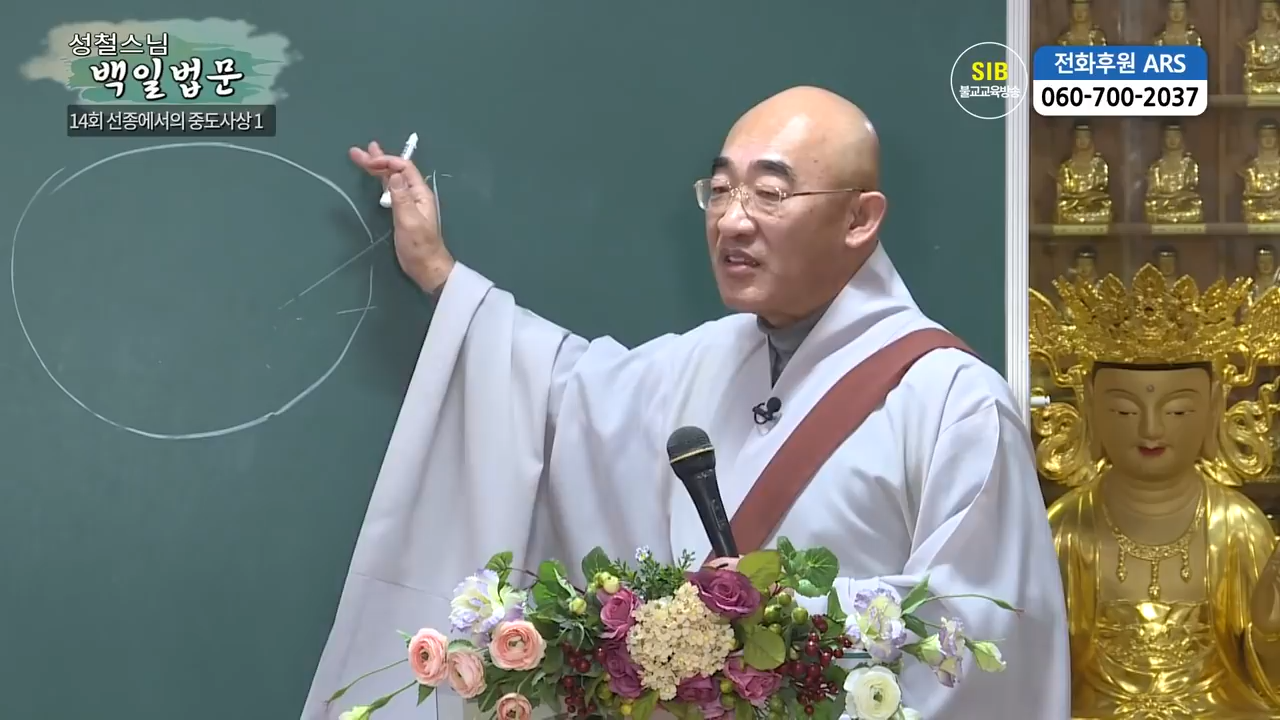 성철스님
백일법문
14회 선종에서의 중도사상 1
SIB
불교교육방송
전화후원 ARS
060-700-2037